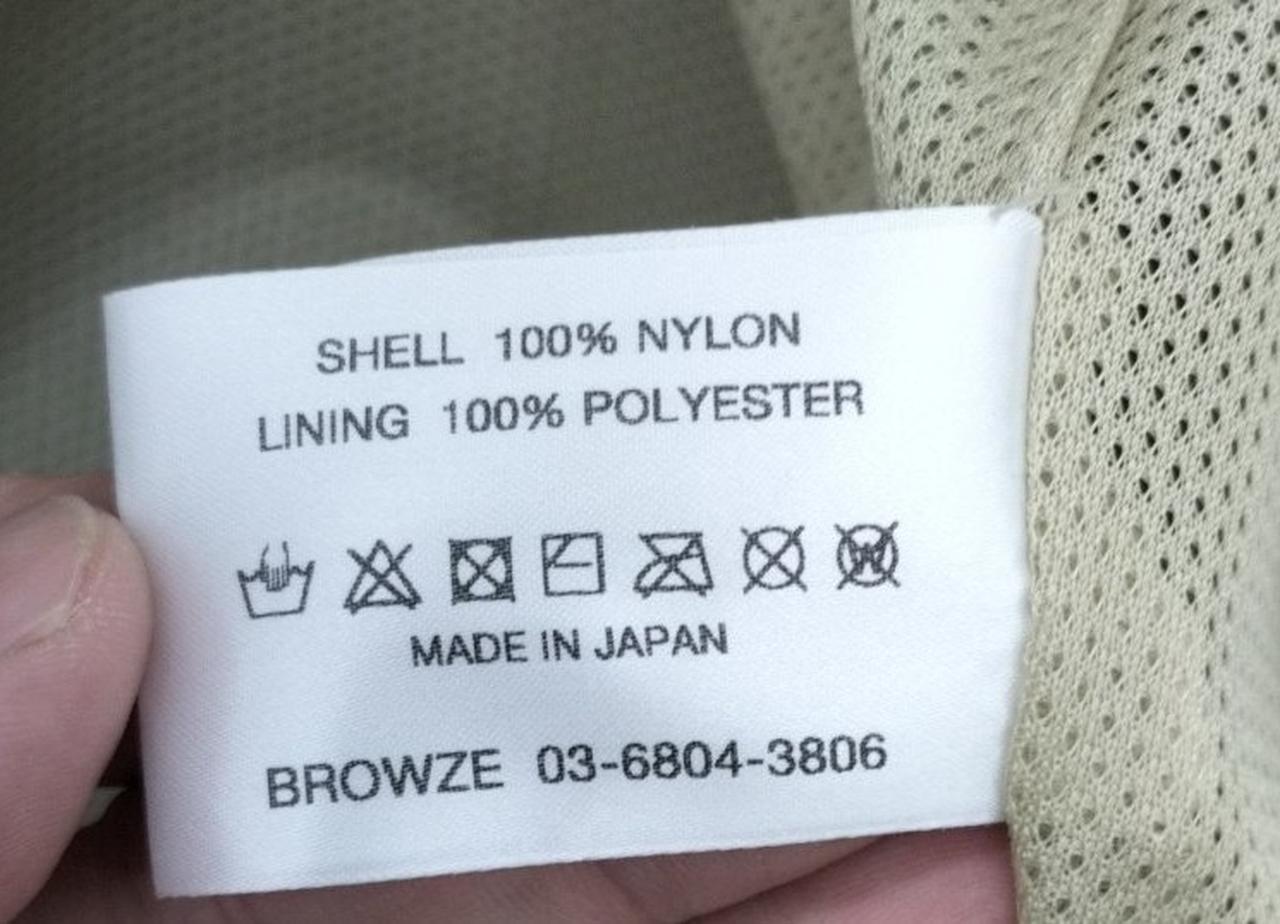 SHELL 100% NYLON
LINING 100% POLYESTER
W
MADE IN JAPAN
BROWZE 03-6804-3806